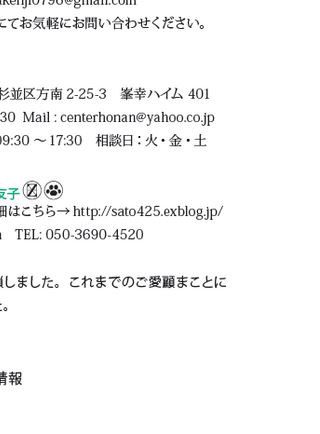 akenji0796@gmail.com
にてお気軽にお問い合わせください。
杉並区方南 2-25-3　峯幸ハイム 401
30 Mail : centerhonan@yahoo.co.jp
09:30 〜 17:30　相談日：火・金・土
友子
細はこちら→ http://sato425.exblog.jp/
TEL: 050-3690-4520
しました。これまでのご愛顧まことに
た。
情報